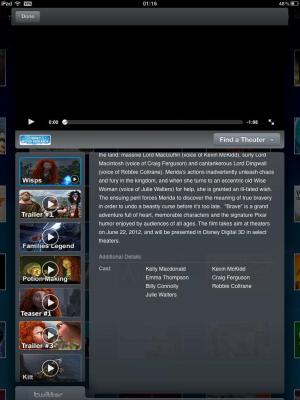 iPad 01:16 48%
Done
0:00 -1:98
Find a Theater
the land: massive Lord MacGuffin (voice of Kevin McKidd), surly Lord
Macintosh (voice of Craig Ferguson) and cantankerous Lord Dingwall
(voice of Robbie Coltrane). Merida's actions inadvertently unleash chaos
and fury in the kingdom, and when she turns to an eccentric old Wise
Woman (voice of Julie Walters) for help, she is granted an ill-fated wish.
The ensuing peril forces Merida to discover the meaning of true bravery
in order to undo a beastly curse before it's too late. "Brave" is a grand
adventure full of heart, memorable characters and the signature Pixar
humor enjoyed by audiences of all ages. The film takes aim at theaters
on June 22, 2012, and will be presented in Disney Digital 3D in select
theaters.
Wisps
Trailer #1
Families Legend
Potion Making
Teaser #1
Trailer #3
Kilt
twitter
Additional Details
Cast Kelly Macdonald Kevin McKidd
Emma Thompson Craig Ferguson
Billy Connolly Robbie Coltrane
Julie Walters